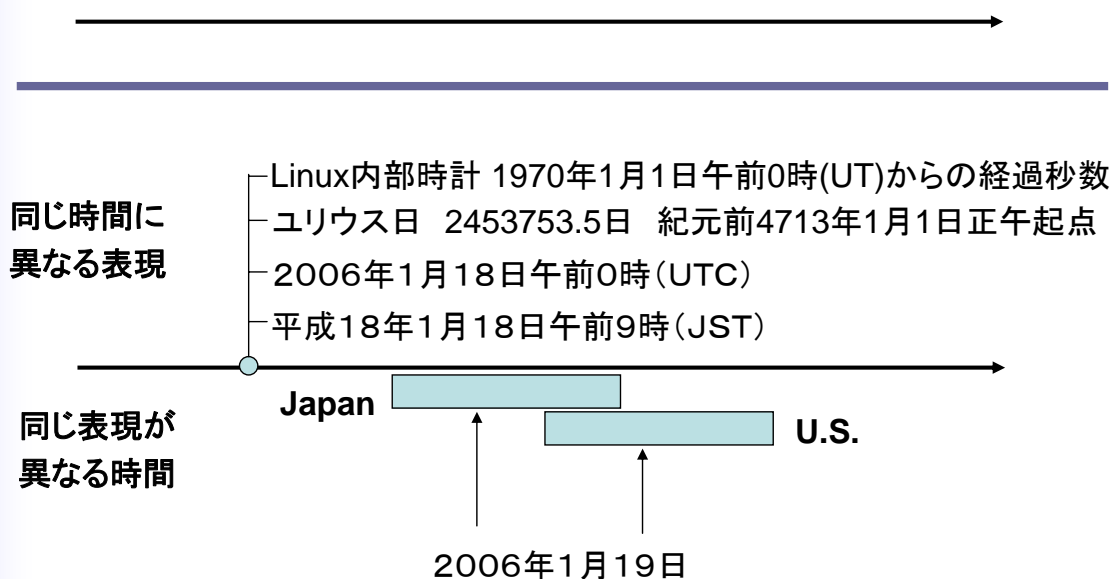 Linux内部時計 1970年1月1日午前0時(UT)からの経過秒数
同じ時間に
異なる表現
ユリウス日 2453753.5日 紀元前4713年1月1日正午起点
2006年1月18日午前0時(UTC)
平成18年1月18日午前9時(JST)
Japan
同じ表現が
異なる時間
U.S.
2006年1月19日